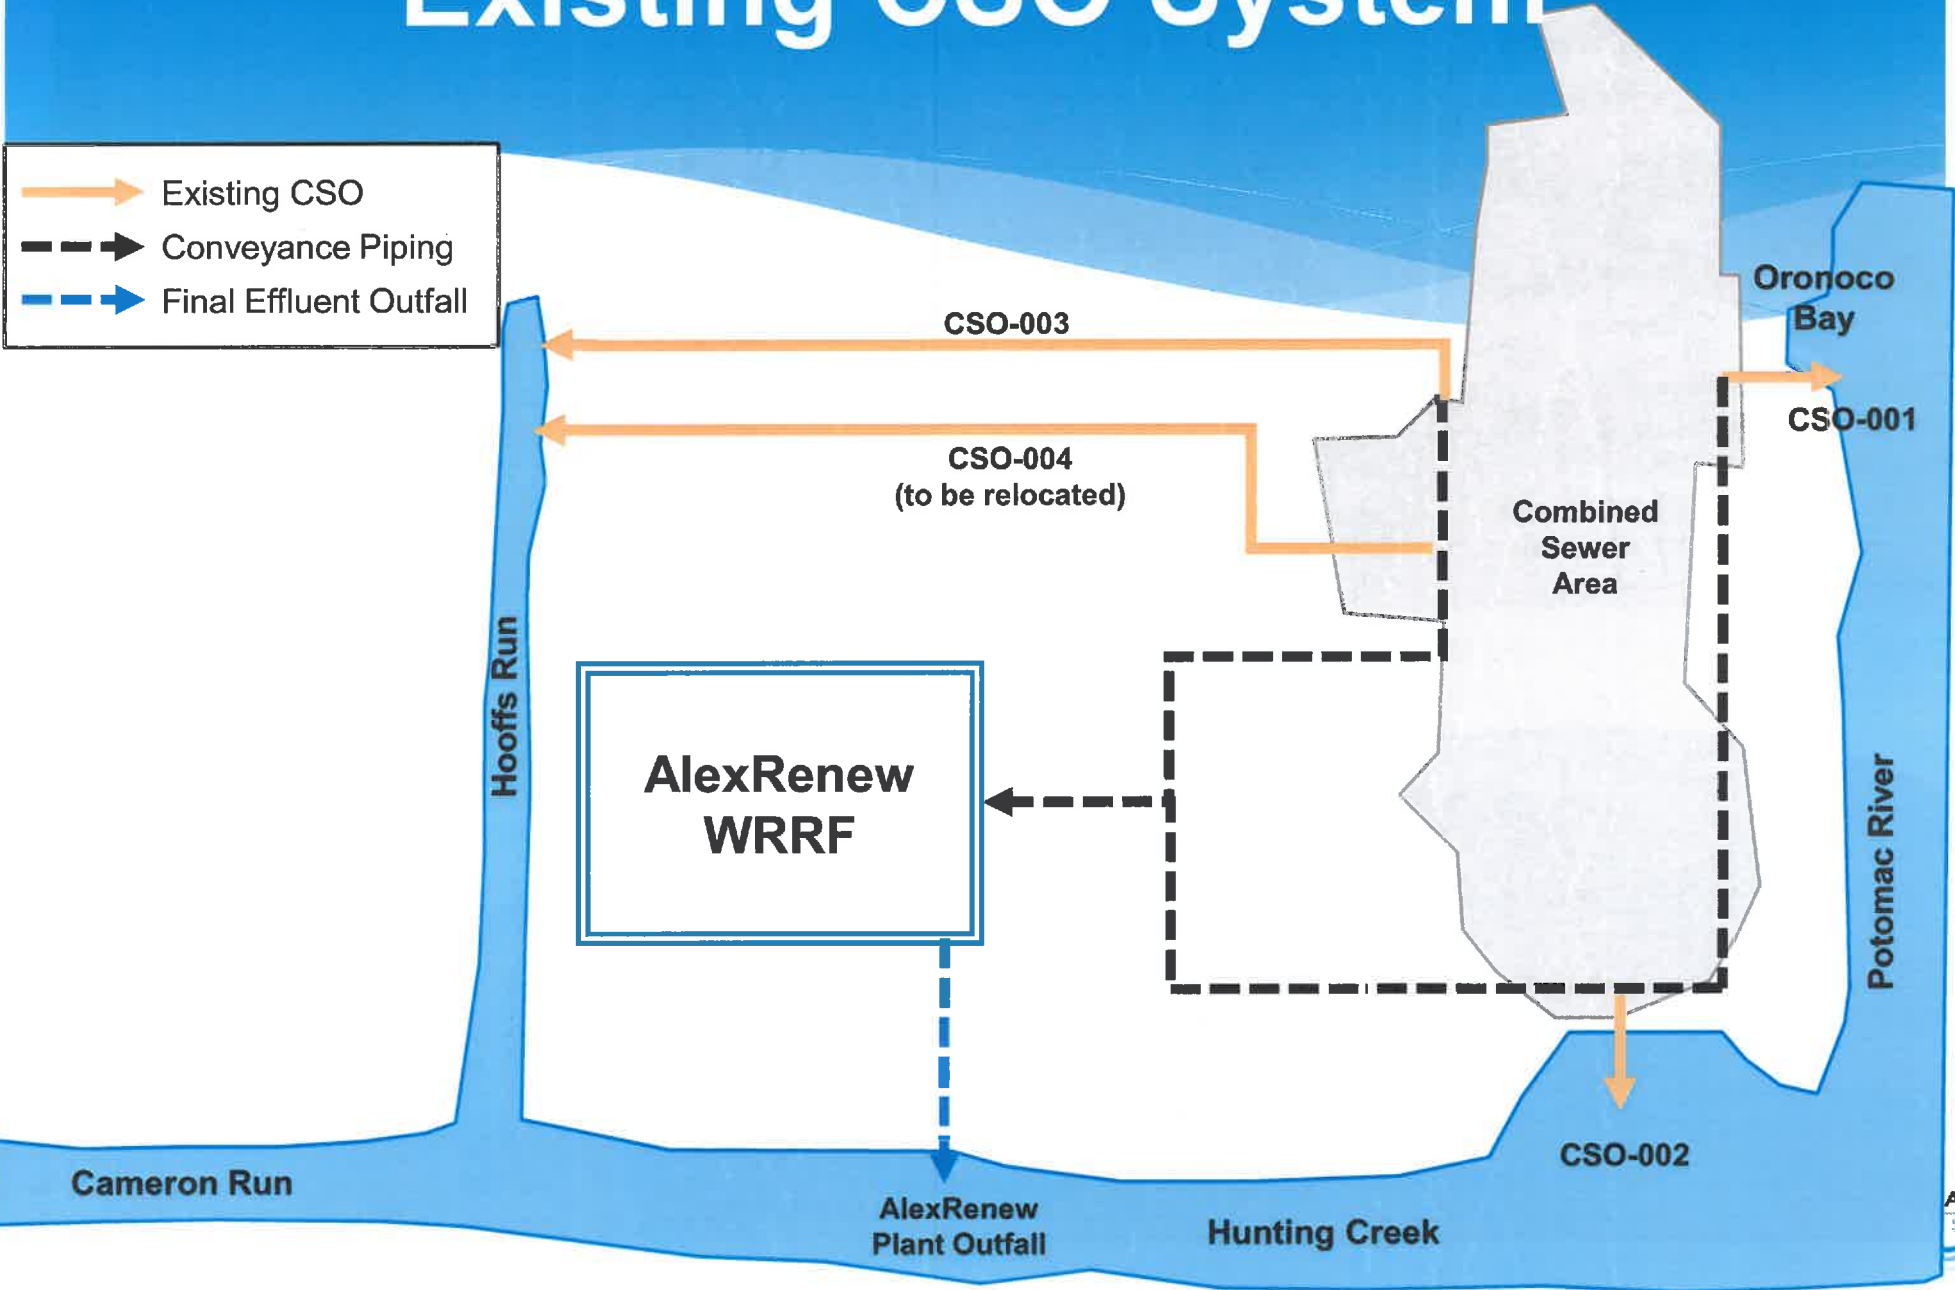 Existing CSO System
Existing CSO
Conveyance Piping
Final Effluent Outfall
CSO-003
CSO-004
(to be relocated)
Oronoco
Bay
CSO-001
Combined
Sewer
Area
Hooffs Run
AlexRenew
WRRF
Potomac River
CSO-002
Cameron Run
AlexRenew
Plant Outfall
Hunting Creek